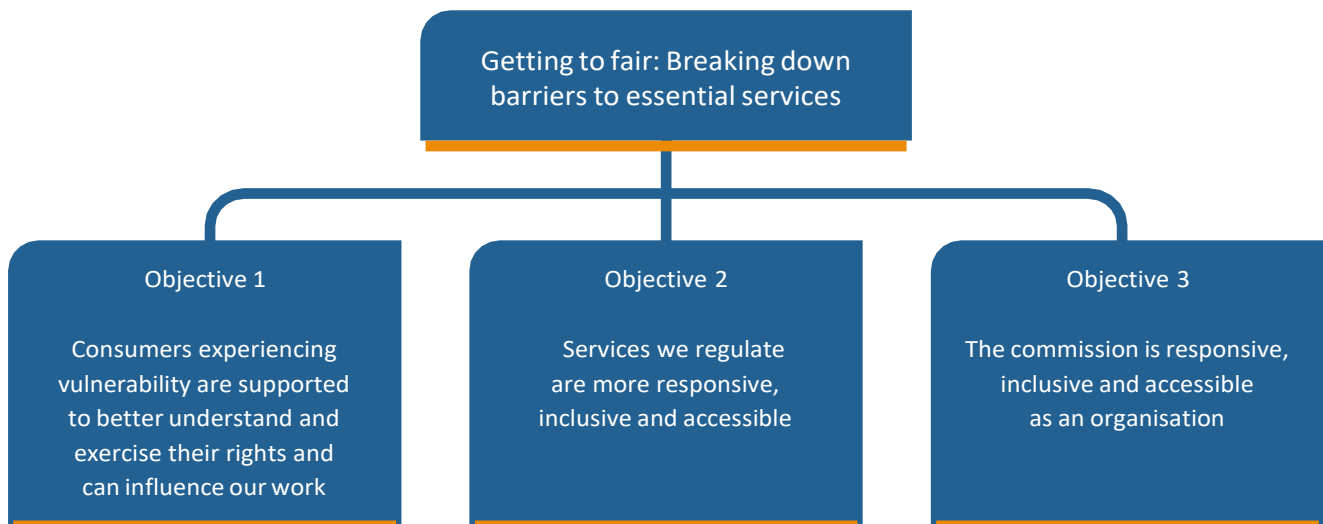 Getting to fair: Breaking down
barriers to essential services
Objective 1
Consumers experiencing
vulnerability are supported
to better understand and
exercise their rights and
can influence our work
Objective 2
Services we regulate
are more responsive,
inclusive and accessible
Objective 3
The commission is responsive,
inclusive and accessible
as an organisation